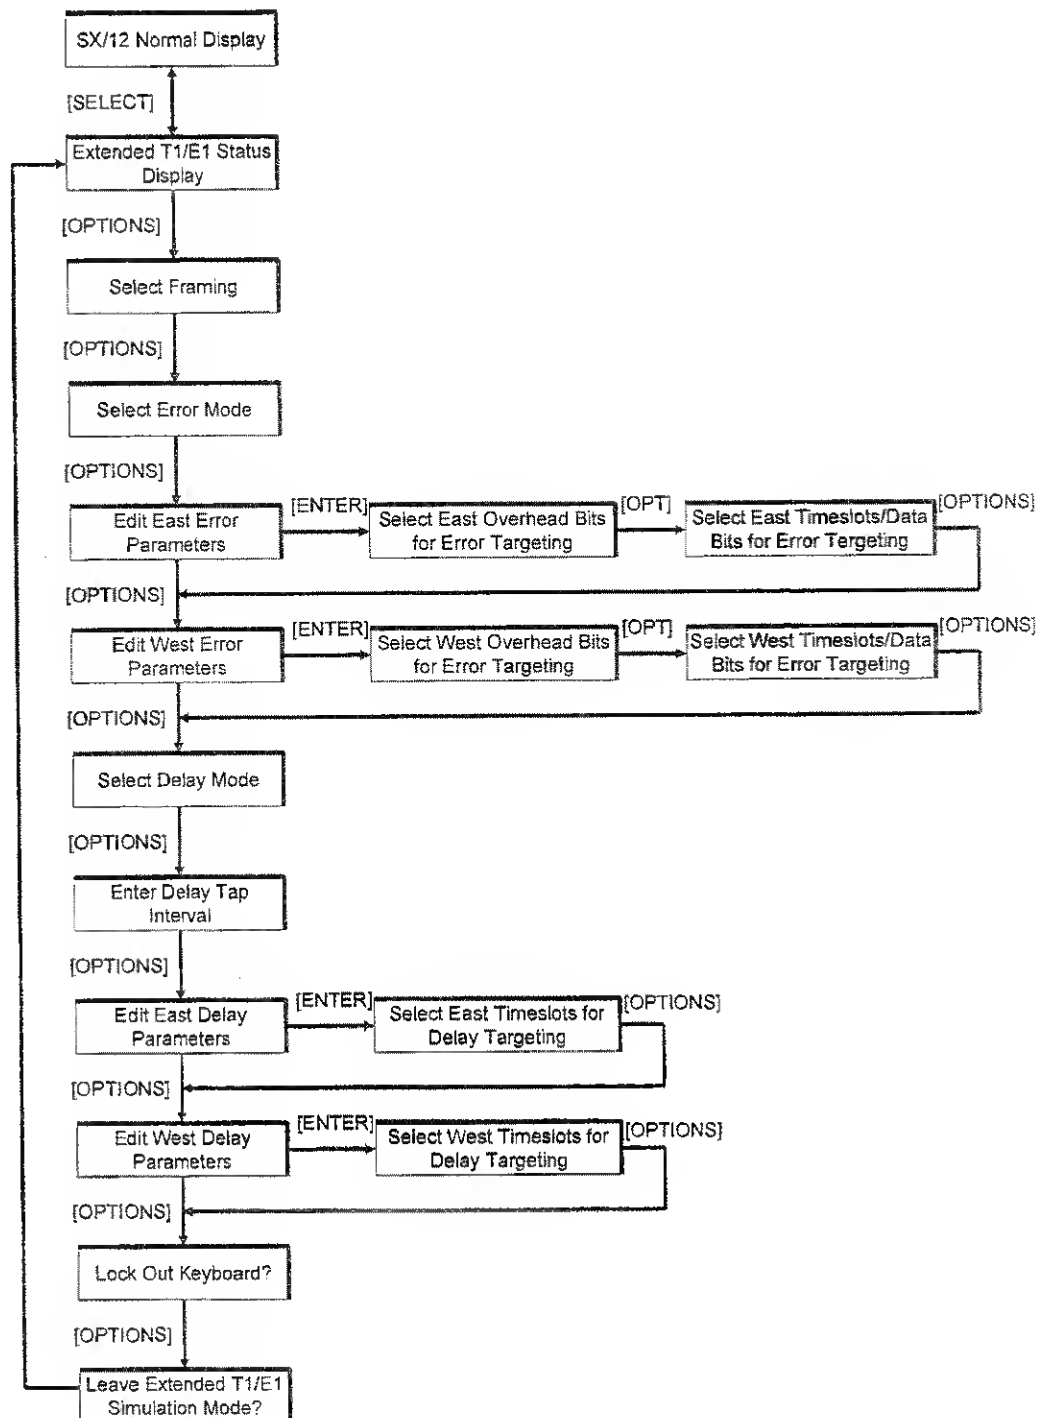 SX/12 Normal Display
[SELECT]
Extended T1/E1 Status
Display
[OPTIONS]
Select Framing
[OPTIONS]
Select Error Mode
[OPTIONS]
Edit East Error
Parameters
[ENTER]
Select East Overhead Bits
for Error Targeting
[OPT]
Select East Timeslots/Data
Bits for Error Tergeting
[OPTIONS]
[OPTIONS]
Edit West Error
Parameters
[ENTER]
Select West Overhead Bits
for Error Targeting
[OPT]
Select West Timeslots/Data
Bits for Error Targeting
[OPTIONS]
[OPTIONS]
Select Delay Mode
[OPTIONS]
Enter Delay Tap
Interval
[OPTIONS]
Edit East Delay
Parameters
[ENTER]
Select East Timeslots for
Delay Targeting
[OPTIONS]
[OPTIONS]
Edit West Delay
Parameters
[ENTER]
Select West Timeslots for
Delay Targeting
[OPTIONS]
[OPTIONS]
Lock Out Keyboard?
[OPTIONS]
Leave Extended T1/E1
Simulation Mode?